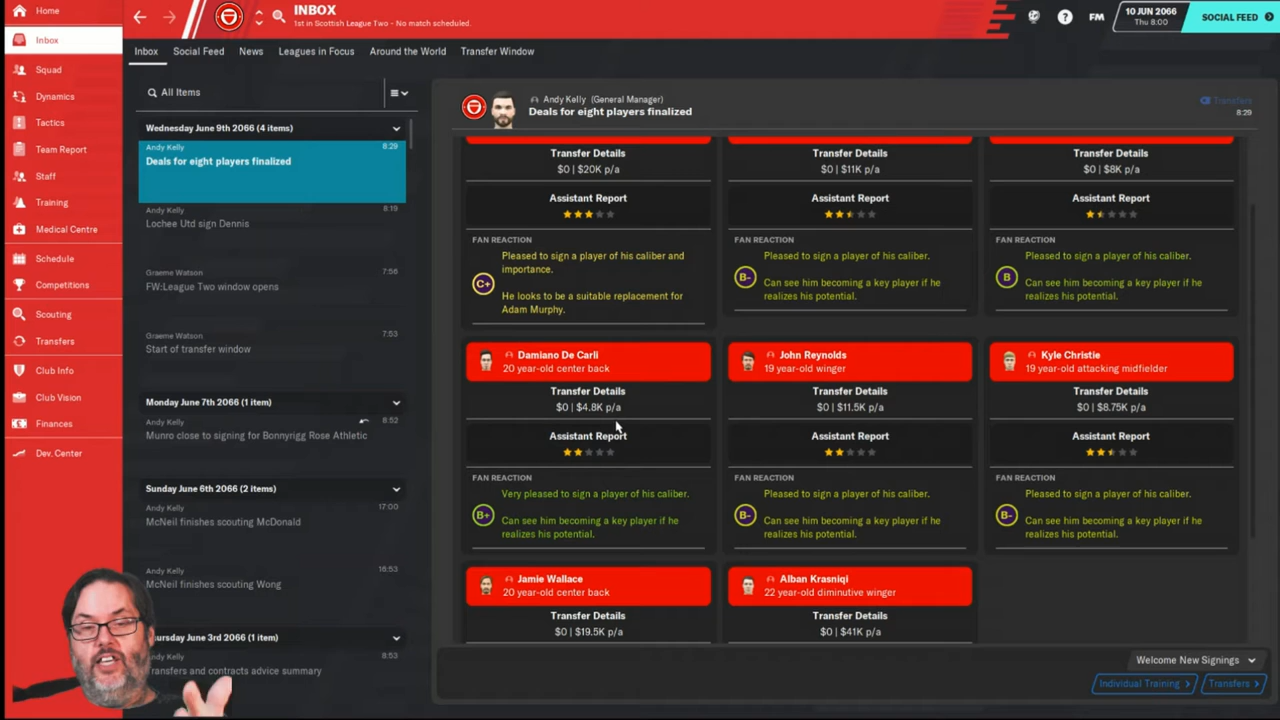 Home
Inbox
Squad
Dynamics
Tactics
Team Report
Staff
Training
Medical Centre
Schedule
Competitions
Scouting
Transfers
Club Info
Club Vision
Finances
Dev. Center
INBOX
1st in Scottish League Two - No match scheduled.
FM
10 JUN 2066
Thu 8:00
SOCIAL FEED
Inbox
Social Feed
News
Leagues in Focus
Around the World
Transfer Window
All Items
Wednesday June 9th 2066 (4 items)
Andy Kelly 8:29
Deals for eight players finalized
Andy Kelly 8:19
Lochee Utd sign Dennis
Graeme Watson 7:56
FW:League Two window opens
Graeme Watson 7:53
Start of transfer window
Monday June 7th 2066 (1 item)
Andy Kelly 8:52
Munro close to signing for Bonnyrigg Rose Athletic
Sunday June 6th 2066 (2 items)
Andy Kelly 17:00
McNeil finishes scouting McDonald
Andy Kelly 16:53
McNeil finishes scouting Wong
ursday June 3rd 2066 (1 item)
Andy Kelly 8:53
ransfers and contracts advice summary
Andy Kelly (General Manager)
Deals for eight players finalized
Transfers
8:29
Transfer Details
$0 | $20K p/a
Assistant Report
FAN REACTION
C+
Pleased to sign a player of his caliber and
importance.
He looks to be a suitable replacement for
Adam Murphy.
Transfer Details
$0 | $11K p/a
Assistant Report
FAN REACTION
B-
Pleased to sign a player of his caliber.
Can see him becoming a key player if he
realizes his potential.
Transfer Details
$0 | $8K p/a
Assistant Report
FAN REACTION
B
Pleased to sign a player of his caliber.
Can see him becoming a key player if he
realizes his potential.
Damiano De Carli
20 year-old center back
Transfer Details
$0 | $4.8K p/a
Assistant Report
FAN REACTION
B+
Very pleased to sign a player of his caliber.
Can see him becoming a key player if he
realizes his potential.
John Reynolds
19 year-old winger
Transfer Details
$0 | $11.5K p/a
Assistant Report
FAN REACTION
B-
Pleased to sign a player of his caliber.
Can see him becoming a key player if he
realizes his potential.
Kyle Christie
19 year-old attacking midfielder
Transfer Details
$0 | $8.75K p/a
Assistant Report
FAN REACTION
B-
Pleased to sign a player of his caliber.
Can see him becoming a key player if he
realizes his potential.
Jamie Wallace
20 year-old center back
Transfer Details
$0 | $19.5K p/a
Alban Krasniqi
22 year-old diminutive winger
Transfer Details
$0 | $41K p/a
Welcome New Signings
Individual Training
Transfers